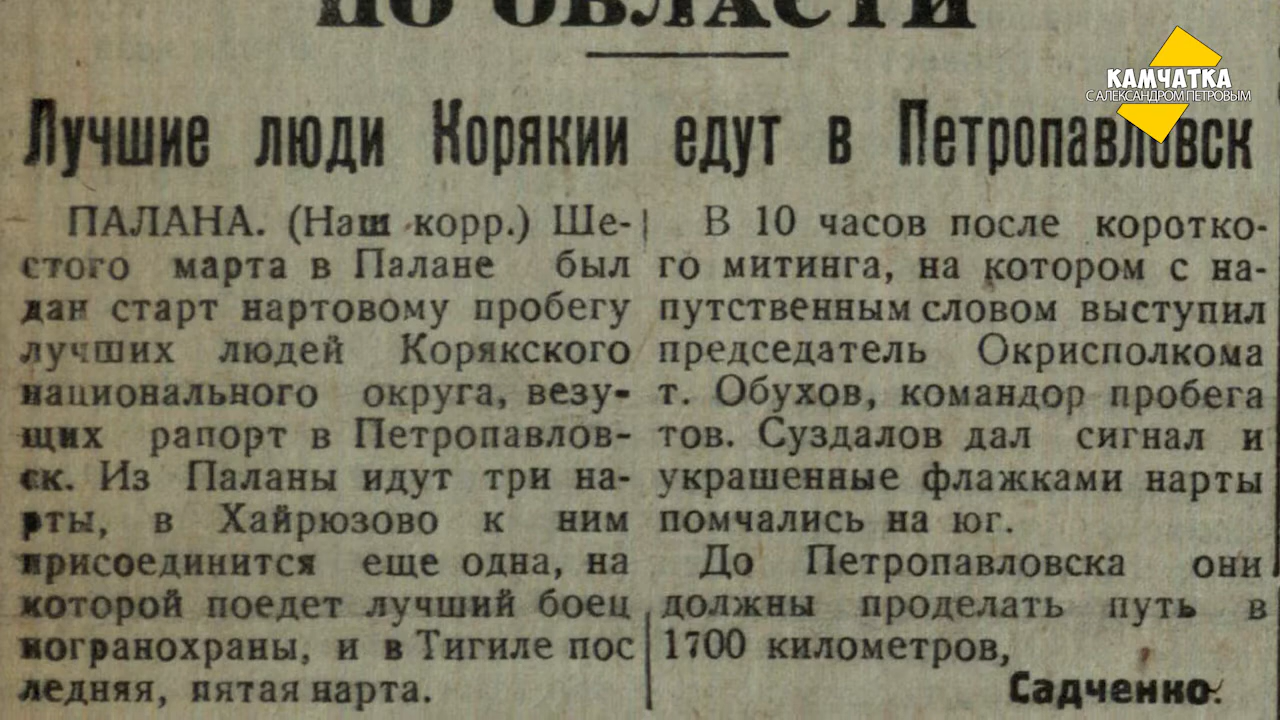 ПО ОБЛАСТИ
КАМЧАТКА
С АЛЕКСАНДРОМ ПЕТРОВЫМ
Лучшие люди Корякии едут в Петропавловск
ПАЛАНА. (Наш корр.) Ше-
стого марта в Палане был
дан старт нартовому пробегу
лучших людей Корякского
национального округа, везу-
щих рапорт в Петропавлов-
ск. Из Паланы идут три на-
рты, в Хайрюзово к ним
присоединится еще одна, на
которой поедет лучший боец
погранохраны, и в Тигиле пос
ледняя, пятая нарта.
В 10 часов после коротко-
го митинга, на котором с на-
путственным словом выступил
председатель Окрисполкома
т. Обухов, командор пробега
тов. Суздалов дал сигнал и
украшенные флажками нарты
помчались на юг.
До Петропавловска они
должны проделать путь в
1700 километров,
Садченко.